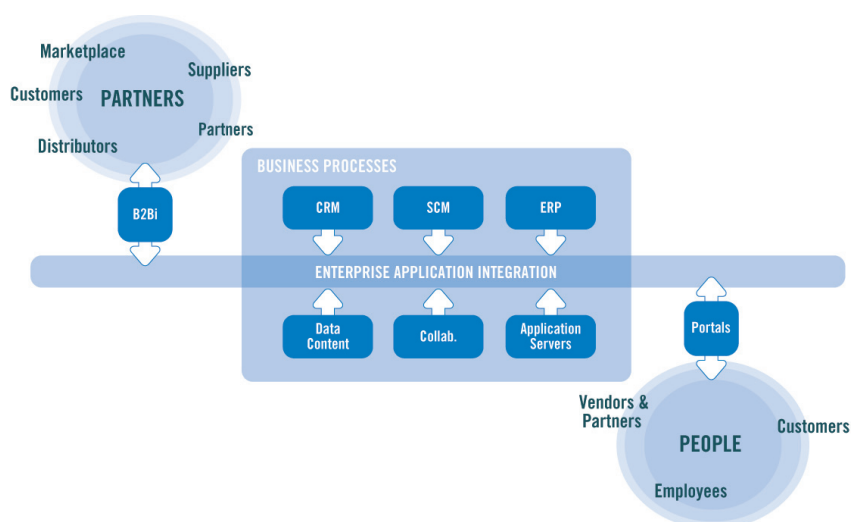 Marketplace
Suppliers
Customers
PARTNERS
Partners
Distributors
B2Bi
BUSINESS PROCESSES
CRM
SCM
ERP
ENTERPRISE APPLICATION INTEGRATION
Data
Content
Collab.
Application
Servers
Portals
Vendors &
Partners
Customers
PEOPLE
Employees